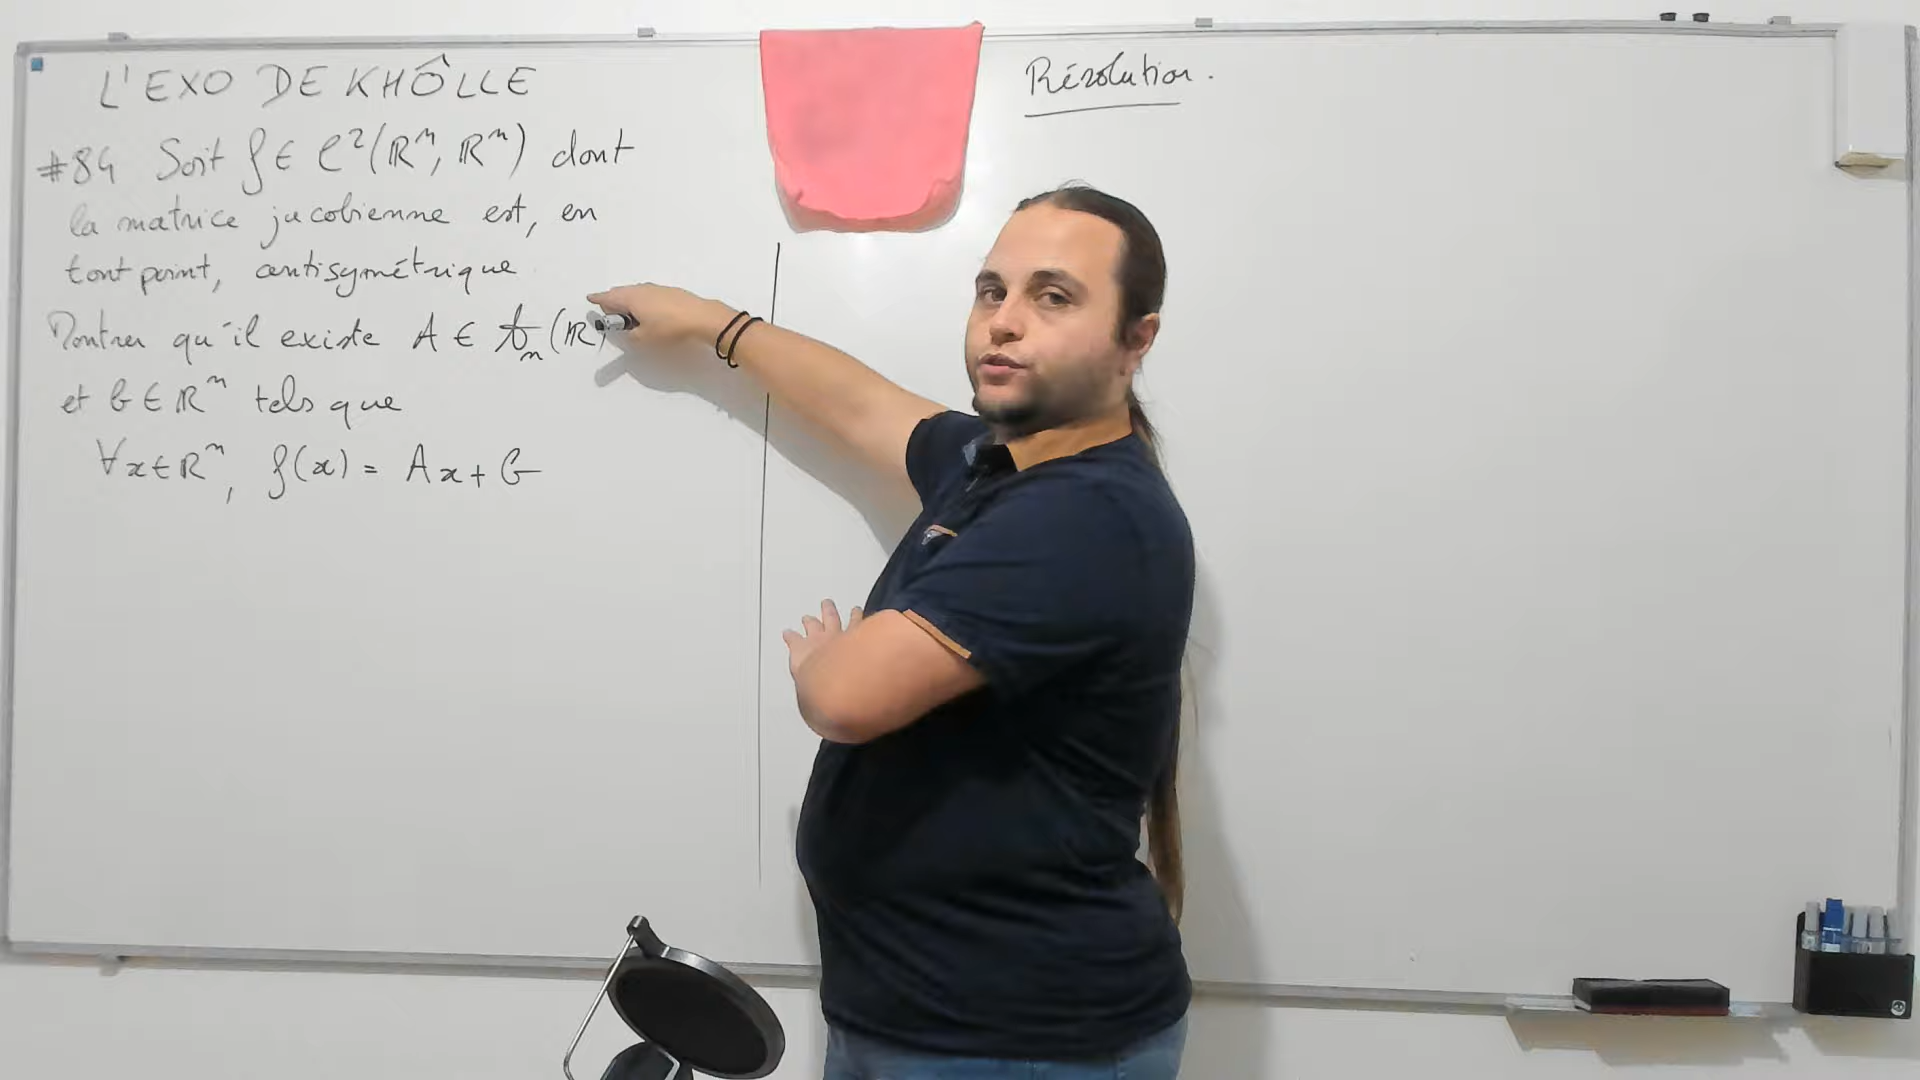 L'EXO DE KHÔLLE
#84 Soit f ∈ C²(ℝⁿ, ℝⁿ) dont
la matrice jacobienne est, en
tout point, antisymétrique
Montrer qu'il existe A ∈ 𝒜ₙ(ℝ)
et b ∈ ℝⁿ tels que
∀x ∈ ℝⁿ, f(x) = Ax + b
Résolution.